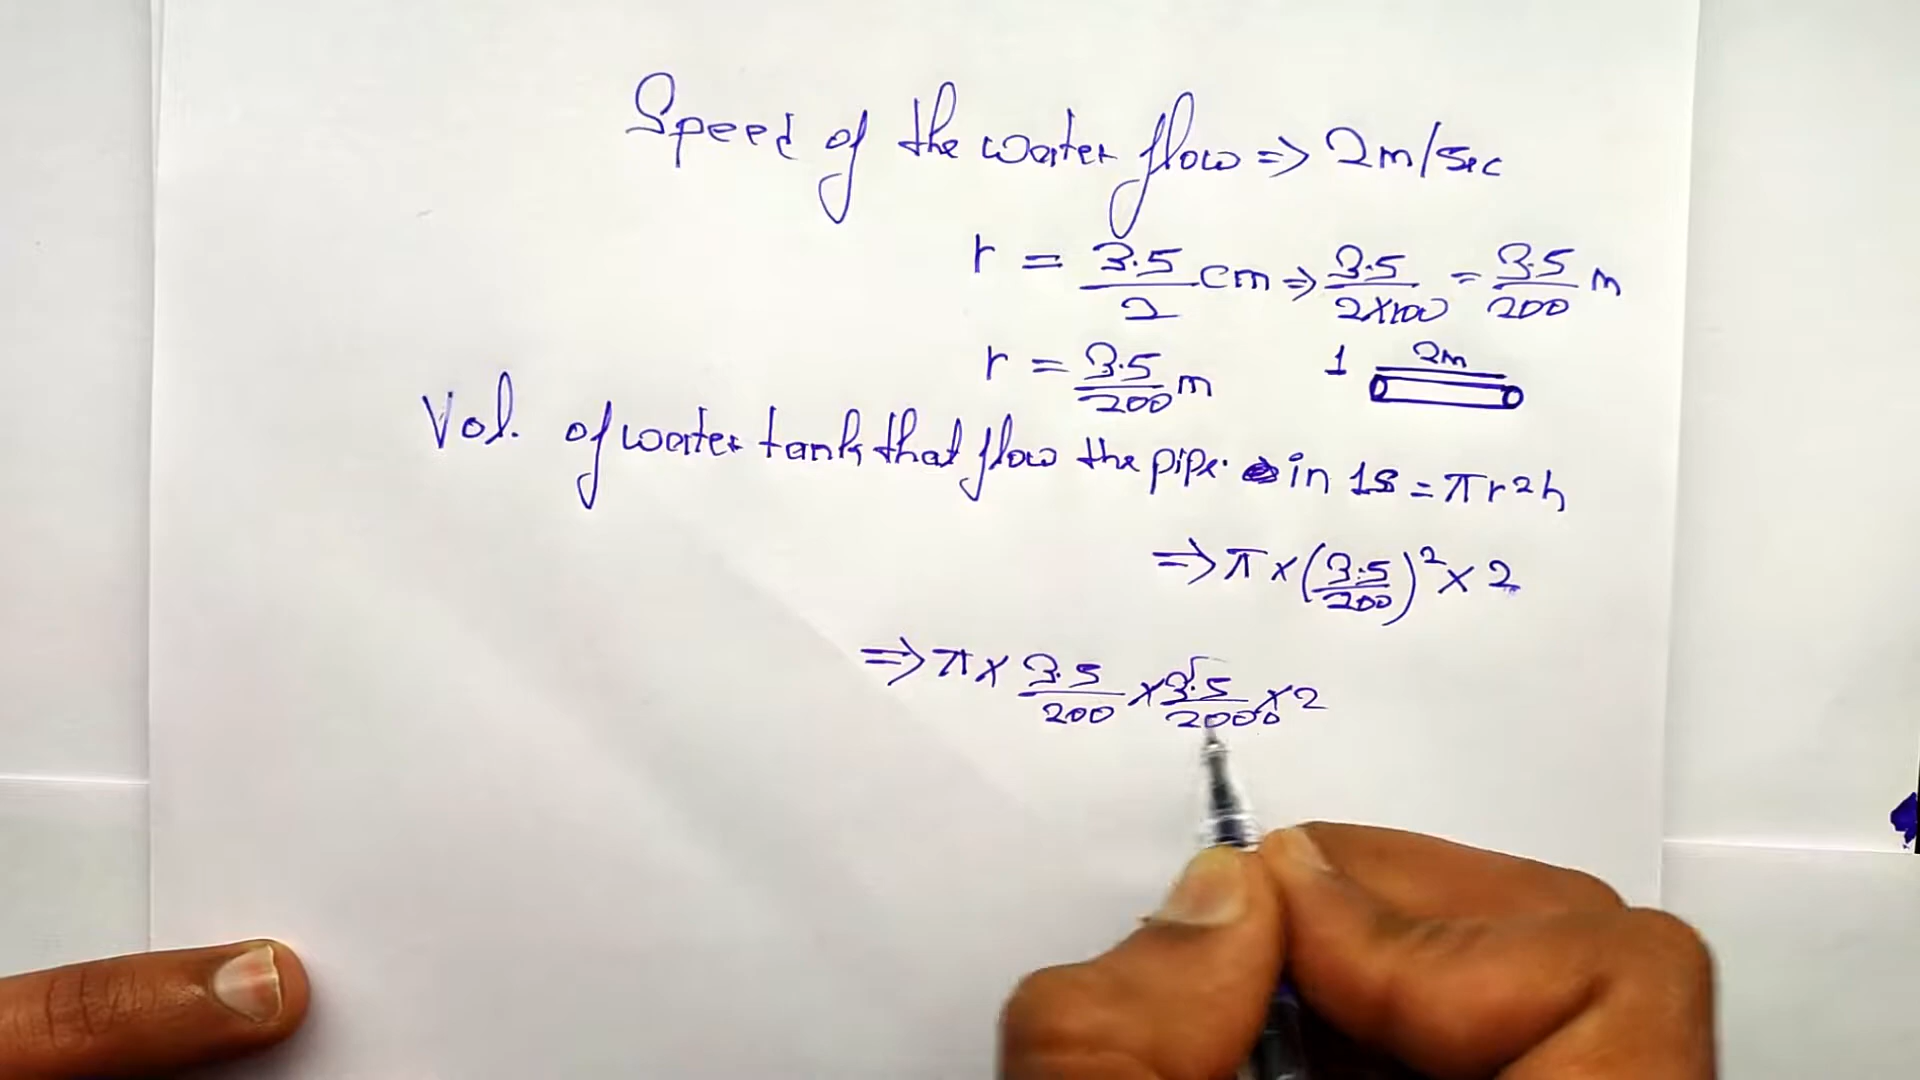 Speed of the water flow => 2m/sec
r = 3.5/2 cm => 3.5/2×100 = 3.5/200 m
r = 3.5/200 m
1 2m
Vol. of water tank that flow the pipe in 1s = πr2h
=> π × (3.5/200)² × 2
=> π × 3.5/200 × 3.5/2000 × 2